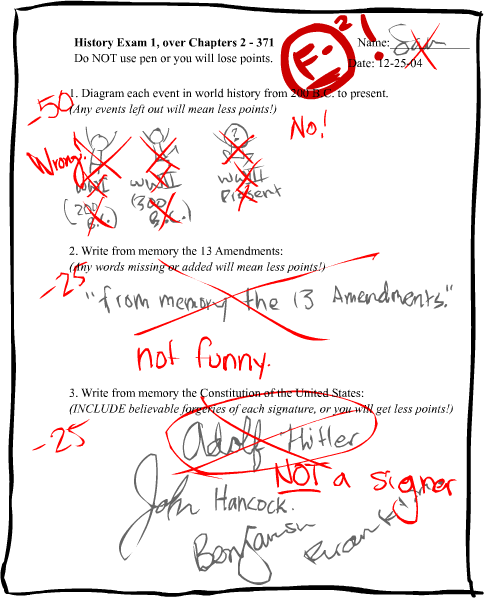 History Exam 1, over Chapters 2 - 371
Name:
Do NOT use pen or you will lose points.
F-²!
Date: 12-25-04
1. Diagram each event in world history from 200 B.C. to present.
-50
(Any events left out will mean less points!)
No!
Wrong!
?
WWI WWII WWIII
(200 B.C.) (300 B.C.) Present
2. Write from memory the 13 Amendments:
(Any words missing or added will mean less points!)
-25
"from memory the 13 Amendments."
not funny.
3. Write from memory the Constitution of the United States:
(INCLUDE believable forgeries of each signature, or you will get less points!)
-25
Adolf Hitler
NOT a signer
John Hancock.
Benjamin